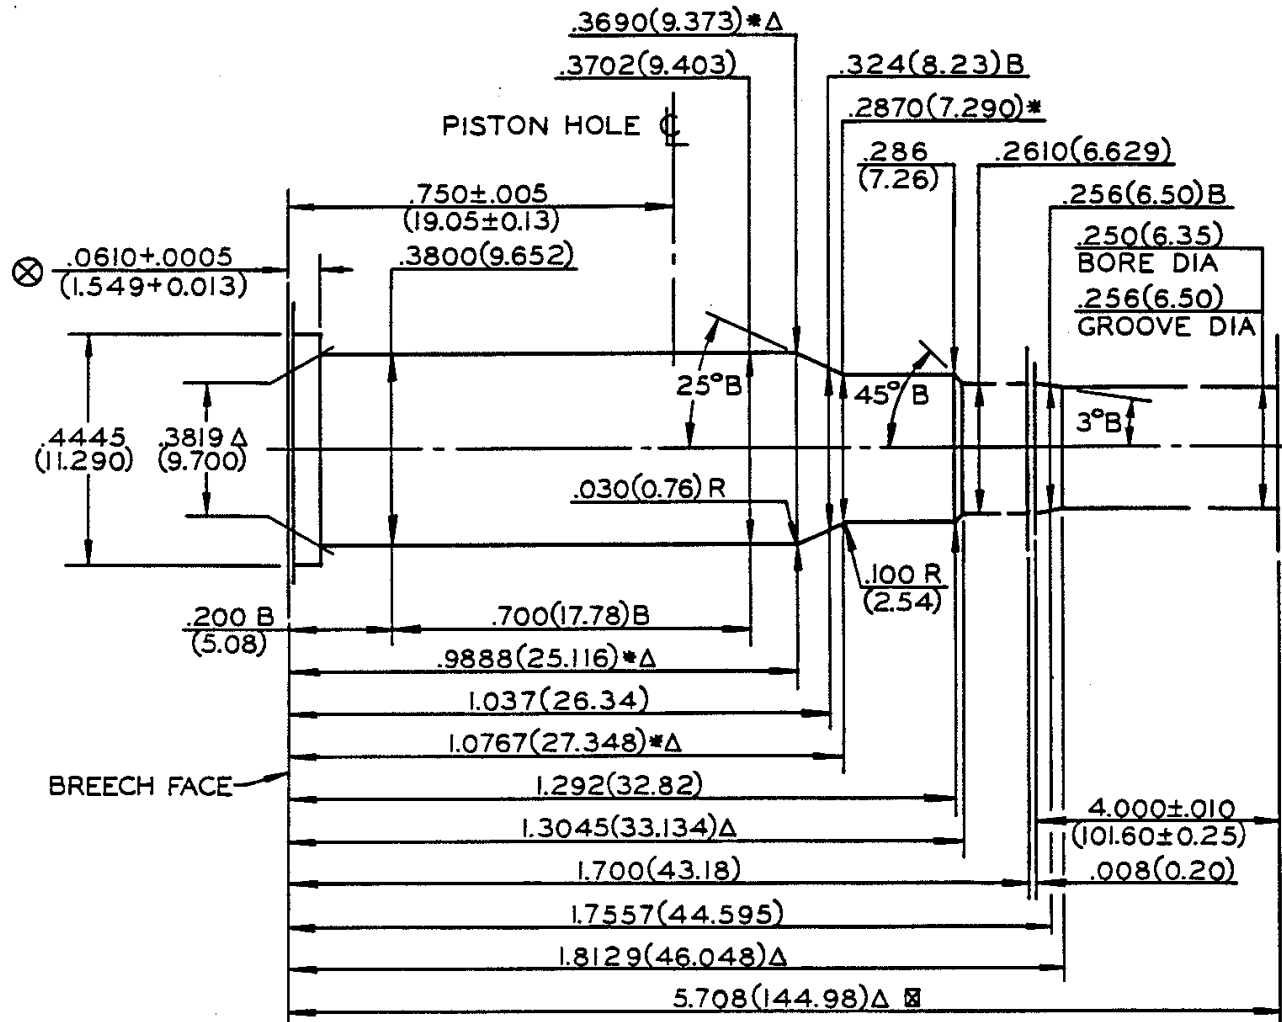 .3690(9.373)*Δ
.3702(9.403)
.324(8.23)B
.2870(7.290)*
PISTON HOLE ℄
.286
(7.26)
.2610(6.629)
.750±.005
(19.05±0.13)
.256(6.50)B
.250(6.35)
BORE DIA
⊗ .0610+.0005
(1.549+0.013)
.3800(9.652)
.256(6.50)
GROOVE DIA
25°B
45°B
3°B
.4445
(11.290)
.3819Δ
(9.700)
.030(0.76)R
.100 R
(2.54)
.200 B
(5.08)
.700(17.78)B
.9888(25.116)*Δ
1.037(26.34)
1.0767(27.348)*Δ
BREECH FACE
1.292(32.82)
1.3045(33.134)Δ
4.000±.010
(101.60±0.25)
1.700(43.18)
.008(0.20)
1.7557(44.595)
1.8129(46.048)Δ
5.708(144.98)Δ ⊠